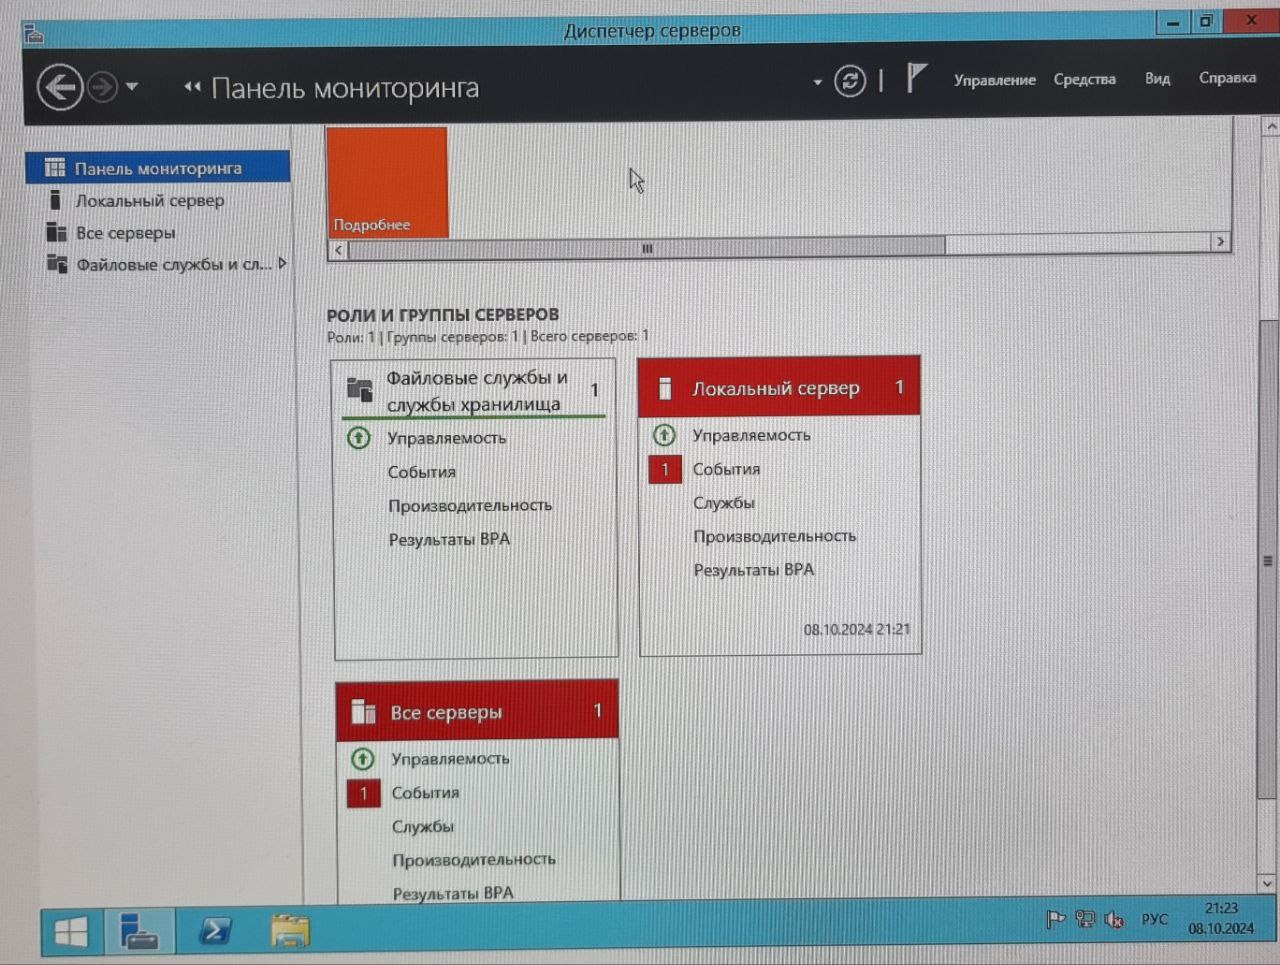 Диспетчер серверов
Панель мониторинга
Управление Средства Вид Справка
Панель мониторинга
Локальный сервер
Все серверы
Файловые службы и сл...
Подробнее
РОЛИ И ГРУППЫ СЕРВЕРОВ
Роли: 1 | Группы серверов: 1 | Всего серверов: 1
Файловые службы и
службы хранилища
1
Управляемость
События
Производительность
Результаты BPA
Локальный сервер 1
Управляемость
1 События
Службы
Производительность
Результаты BPA
08.10.2024 21:21
Все серверы 1
Управляемость
1 События
Службы
Производительность
Результаты BPA
РУС
21:23
08.10.2024